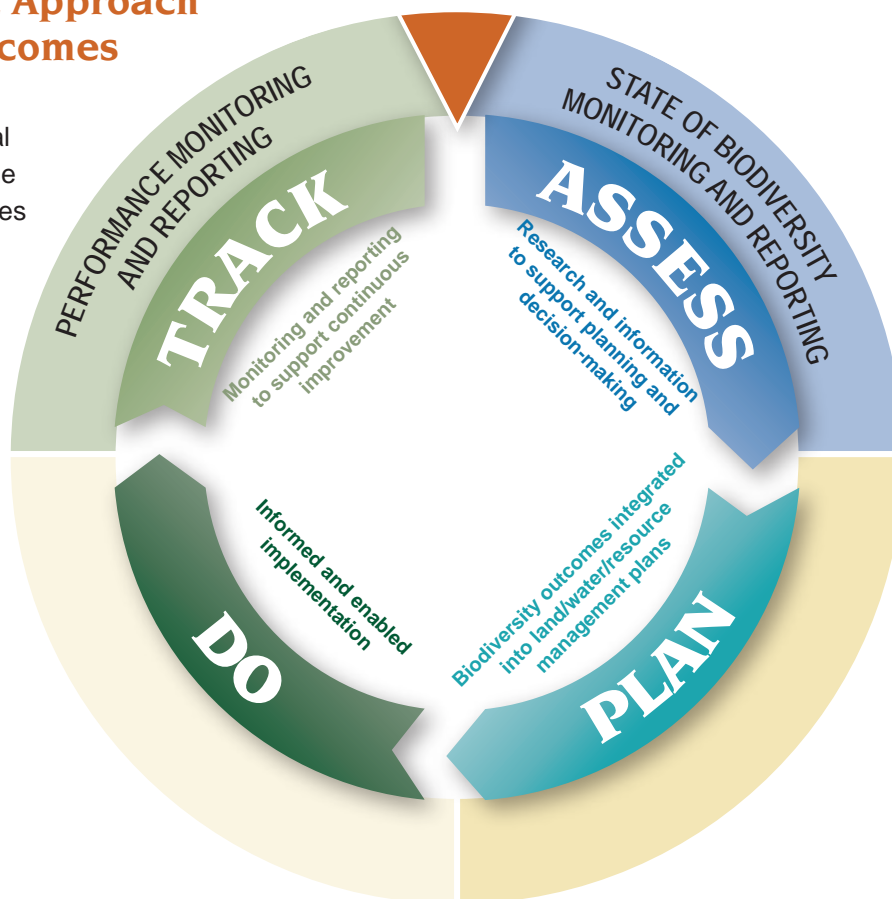 Approach
comes
al
e
es
PERFORMANCE MONITORING
AND REPORTING
TRACK
Monitoring and reporting
to support continuous
improvement
STATE OF BIODIVERSITY
MONITORING AND REPORTING
ASSESS
Research and information
to support planning and
decision-making
PLAN
Biodiversity outcomes integrated
into land/water/resource
management plans
DO
Informed and enabled
implementation